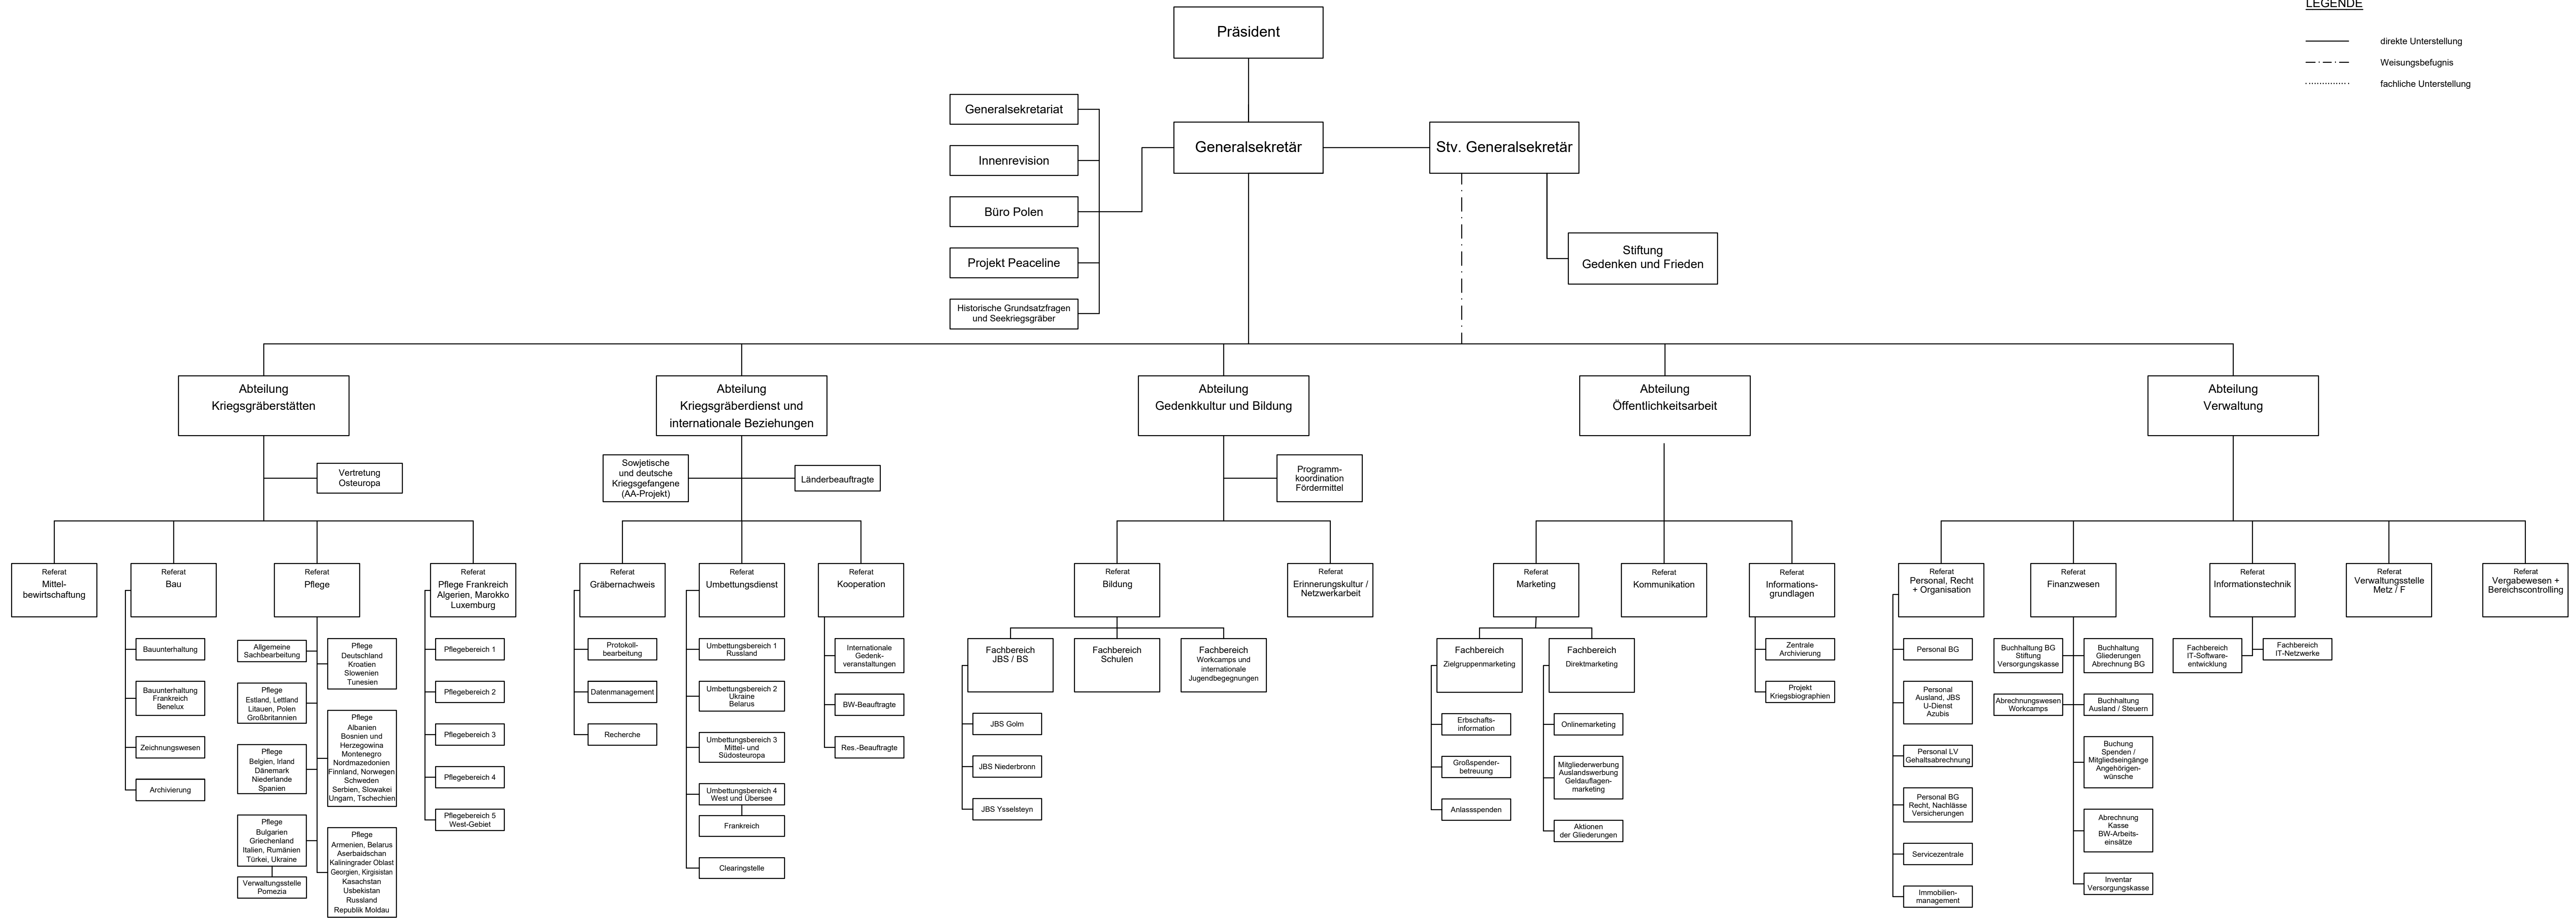 LEGENDE
direkte Unterstellung
Weisungsbefugnis
fachliche Unterstellung
Präsident
Generalsekretär
Stv. Generalsekretär
Generalsekretariat
Innenrevision
Büro Polen
Projekt Peaceline
Historische Grundsatzfragen
und Seekriegsgräber
Stiftung
Gedenken und Frieden
Abteilung
Kriegsgräberstätten
Vertretung
Osteuropa
Referat
Mittel-
bewirtschaftung
Referat
Bau
Bauunterhaltung
Bauunterhaltung
Frankreich
Benelux
Zeichnungswesen
Archivierung
Referat
Pflege
Allgemeine
Sachbearbeitung
Pflege
Estland, Lettland
Litauen, Polen
Großbritannien
Pflege
Belgien, Irland
Dänemark
Niederlande
Spanien
Pflege
Bulgarien
Griechenland
Italien, Rumänien
Türkei, Ukraine
Verwaltungsstelle
Pomezia
Pflege
Deutschland
Kroatien
Slowenien
Tunesien
Pflege
Albanien
Bosnien und
Herzegowina
Montenegro
Nordmazedonien
Finnland, Norwegen
Schweden
Serbien, Slowakei
Ungarn, Tschechien
Pflege
Armenien, Belarus
Aserbaidschan
Kaliningrader Oblast
Georgien, Kirgisistan
Kasachstan
Usbekistan
Russland
Republik Moldau
Referat
Pflege Frankreich
Algerien, Marokko
Luxemburg
Pflegebereich 1
Pflegebereich 2
Pflegebereich 3
Pflegebereich 4
Pflegebereich 5
West-Gebiet
Abteilung
Kriegsgräberdienst und
internationale Beziehungen
Sowjetische
und deutsche
Kriegsgefangene
(AA-Projekt)
Länderbeauftragte
Referat
Gräbernachweis
Protokoll-
bearbeitung
Datenmanagement
Recherche
Referat
Umbettungsdienst
Umbettungsbereich 1
Russland
Umbettungsbereich 2
Ukraine
Belarus
Umbettungsbereich 3
Mittel- und
Südosteuropa
Umbettungsbereich 4
West und Übersee
Frankreich
Clearingstelle
Referat
Kooperation
Internationale
Gedenk-
veranstaltungen
BW-Beauftragte
Res.-Beauftragte
Abteilung
Gedenkkultur und Bildung
Programm-
koordination
Fördermittel
Referat
Bildung
Fachbereich
JBS / BS
JBS Golm
JBS Niederbronn
JBS Ysselsteyn
Fachbereich
Schulen
Fachbereich
Workcamps und
internationale
Jugendbegegnungen
Referat
Erinnerungskultur /
Netzwerkarbeit
Abteilung
Öffentlichkeitsarbeit
Referat
Marketing
Fachbereich
Zielgruppenmarketing
Erbschafts-
information
Großspender-
betreuung
Anlassspenden
Fachbereich
Direktmarketing
Onlinemarketing
Mitgliederwerbung
Auslandswerbung
Geldauflagen-
marketing
Aktionen
der Gliederungen
Referat
Kommunikation
Referat
Informations-
grundlagen
Zentrale
Archivierung
Projekt
Kriegsbiographien
Abteilung
Verwaltung
Referat
Personal, Recht
+ Organisation
Personal BG
Personal
Ausland, JBS
U-Dienst
Azubis
Personal LV
Gehaltsabrechnung
Personal BG
Recht, Nachlässe
Versicherungen
Servicezentrale
Immobilien-
management
Referat
Finanzwesen
Buchhaltung BG
Stiftung
Versorgungskasse
Abrechnungswesen
Workcamps
Buchhaltung
Gliederungen
Abrechnung BG
Buchhaltung
Ausland / Steuern
Buchung
Spenden /
Mitgliedseingänge
Angehörigen-
wünsche
Abrechnung
Kasse
BW-Arbeits-
einsätze
Inventar
Versorgungskasse
Referat
Informationstechnik
Fachbereich
IT-Software-
entwicklung
Fachbereich
IT-Netzwerke
Referat
Verwaltungsstelle
Metz / F
Referat
Vergabewesen +
Bereichscontrolling